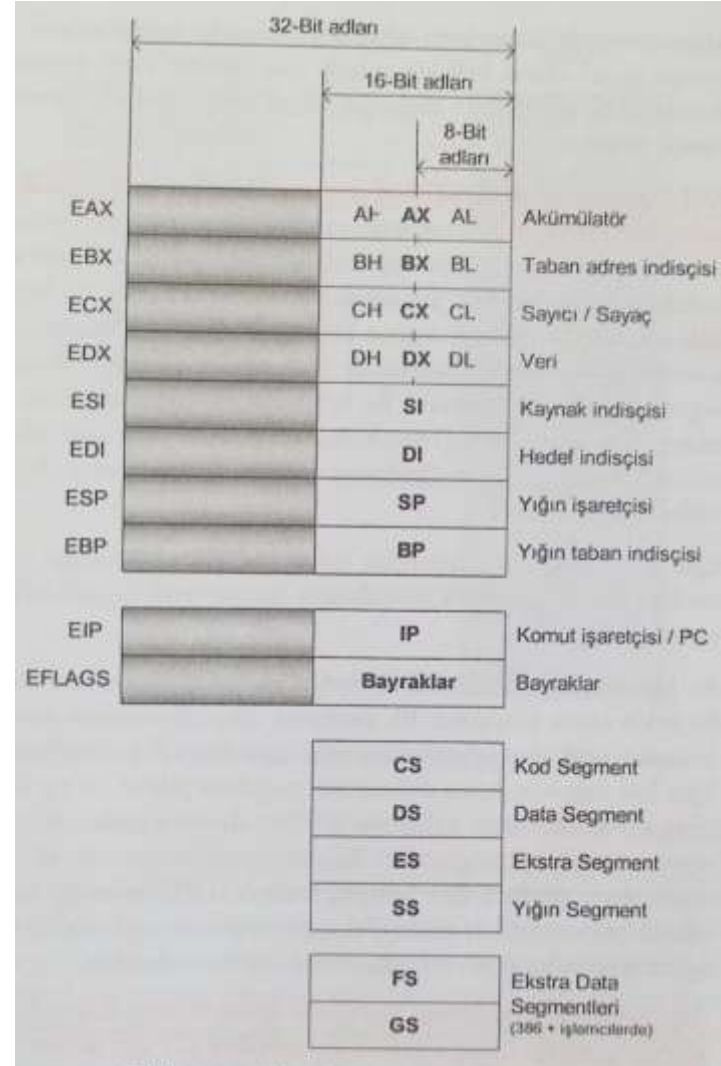 32-Bit adları
16-Bit adları
8-Bit
adları
EAX AH AX AL Akümülatör
EBX BH BX BL Taban adres indisçisi
ECX CH CX CL Sayıcı / Sayaç
EDX DH DX DL Veri
ESI SI Kaynak indisçisi
EDI DI Hedef indisçisi
ESP SP Yığın işaretçisi
EBP BP Yığın taban indisçisi
EIP IP Komut işaretçisi / PC
EFLAGS Bayraklar Bayraklar
CS Kod Segment
DS Data Segment
ES Ekstra Segment
SS Yığın Segment
FS Ekstra Data
Segmentleri
GS (386 + işlemcilerde)